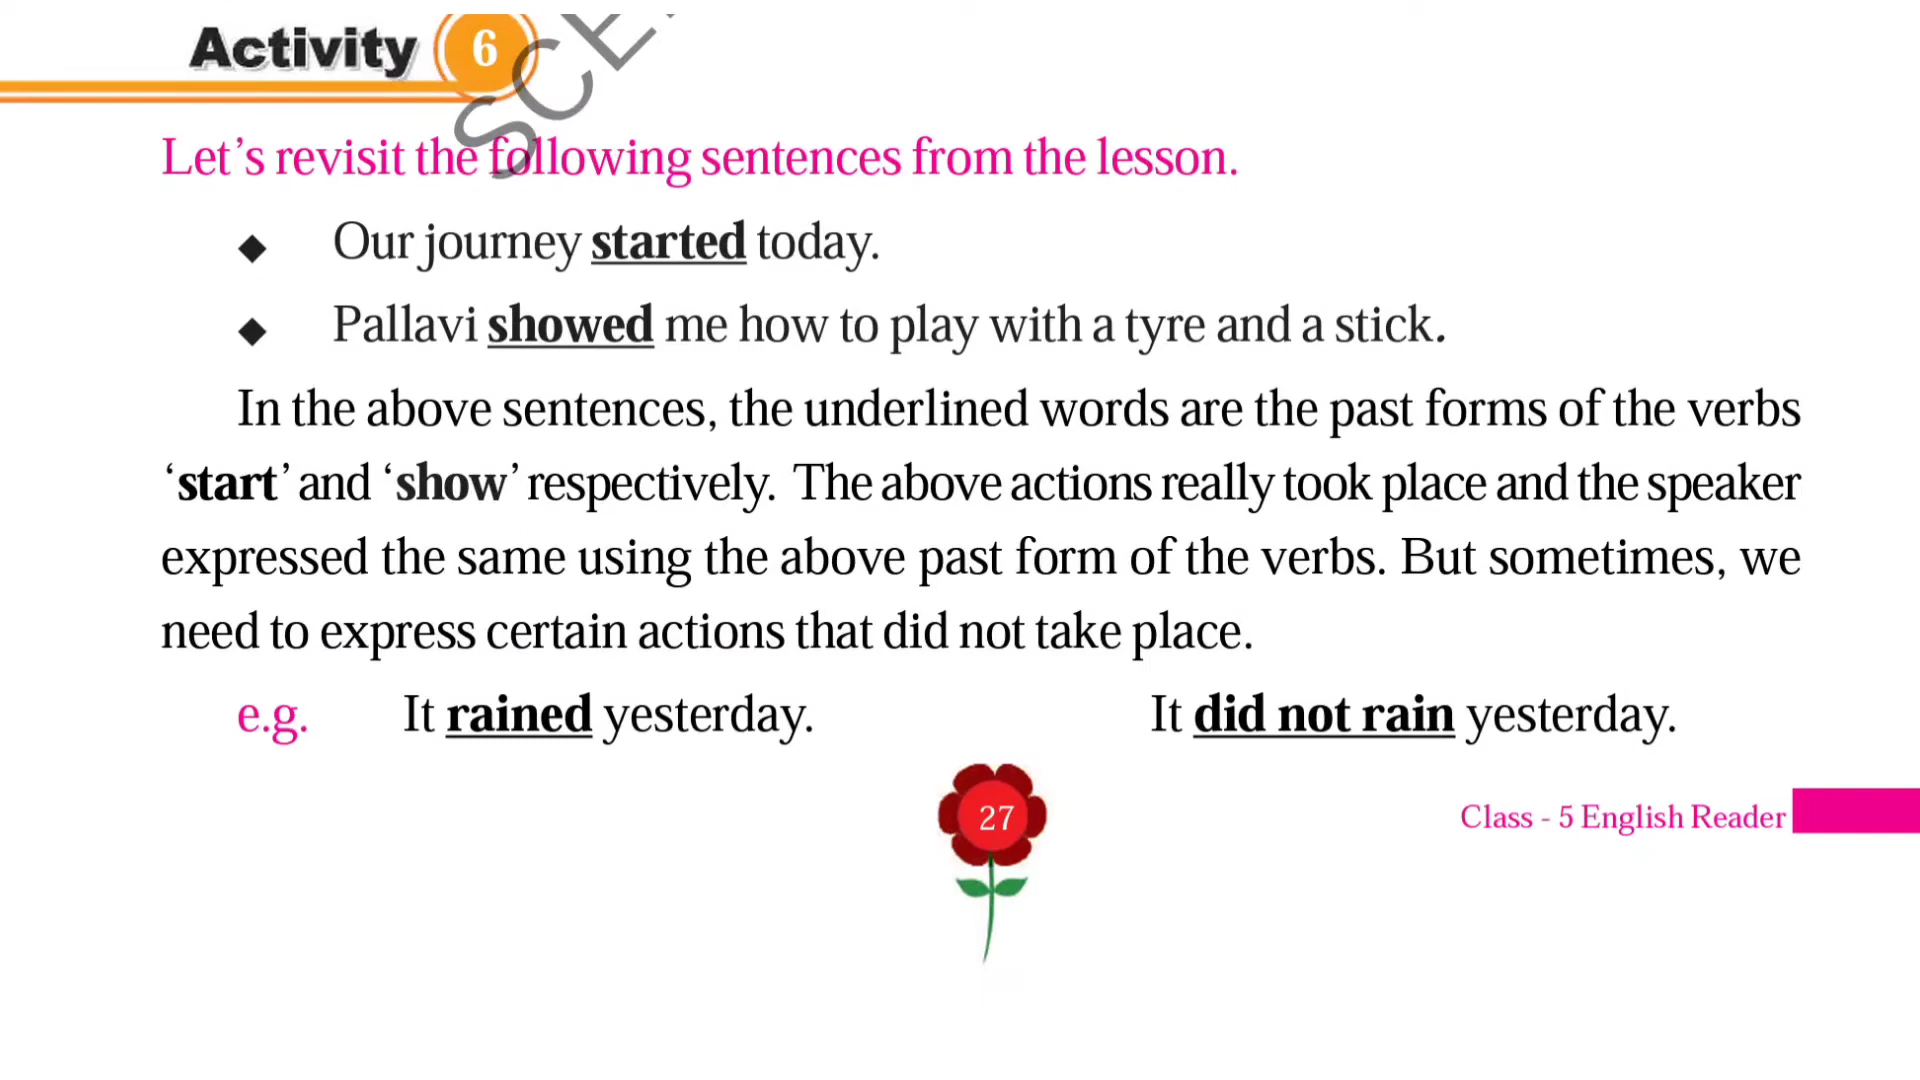 Activity 6
SCE
Let’s revisit the following sentences from the lesson.
◆ Our journey started today.
◆ Pallavi showed me how to play with a tyre and a stick.
In the above sentences, the underlined words are the past forms of the verbs
‘start’ and ‘show’ respectively. The above actions really took place and the speaker
expressed the same using the above past form of the verbs. But sometimes, we
need to express certain actions that did not take place.
e.g. It rained yesterday. It did not rain yesterday.
27
Class - 5 English Reader